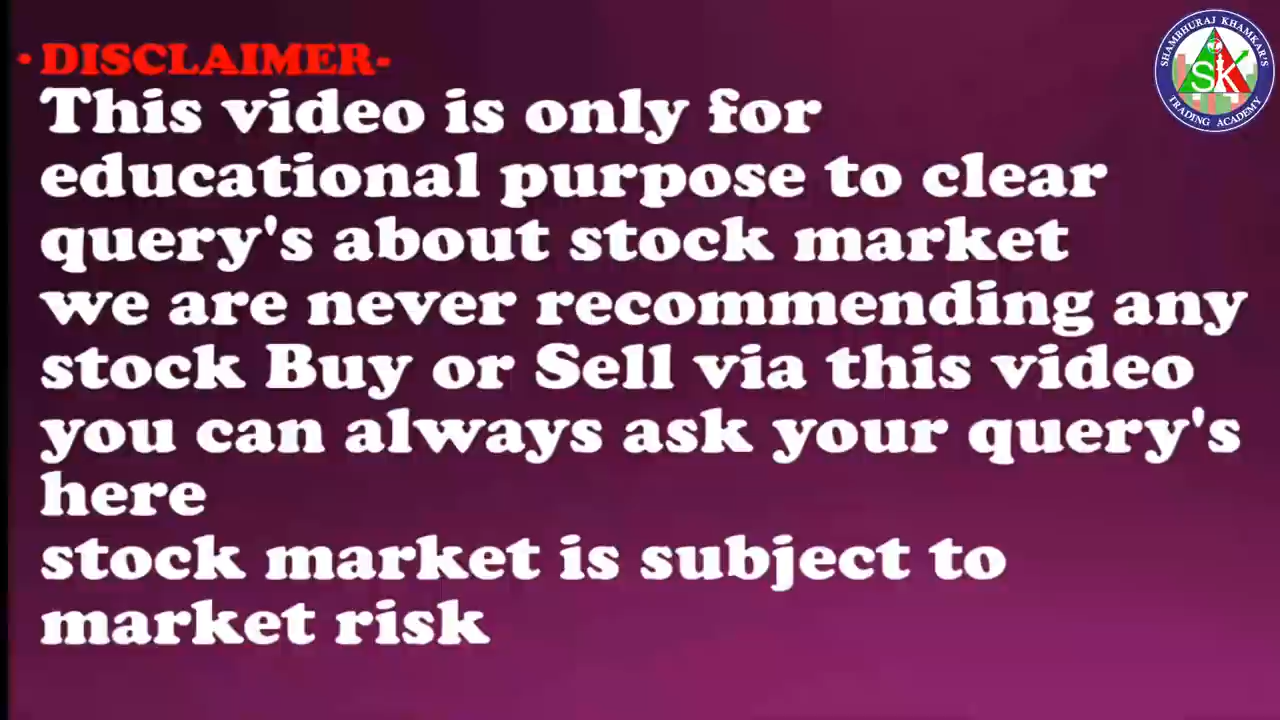 • DISCLAIMER-
This video is only for
educational purpose to clear
query's about stock market
we are never recommending any
stock Buy or Sell via this video
you can always ask your query's
here
stock market is subject to
market risk
SHAMBHURAJ KHAMKAR'S
SK
TRADING ACADEMY